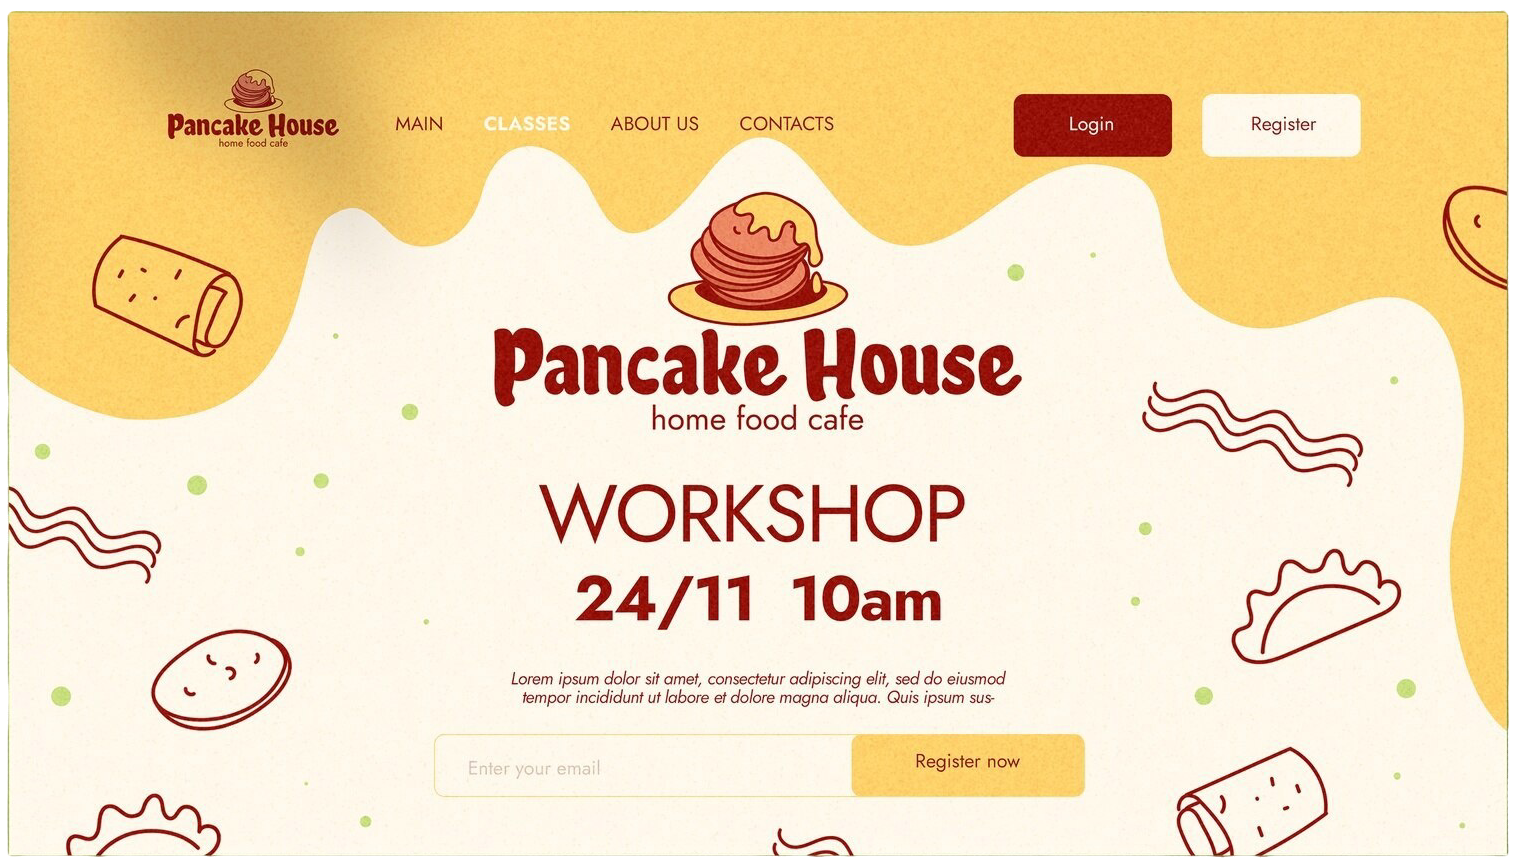 Pancake House
home food cafe
MAIN CLASSES ABOUT US CONTACTS
Login
Register
Pancake House
home food cafe
WORKSHOP
24/11 10am
Lorem ipsum dolor sit amet, consectetur adipiscing elit, sed do eiusmod
tempor incididunt ut labore et dolore magna aliqua. Quis ipsum sus-
Enter your email
Register now